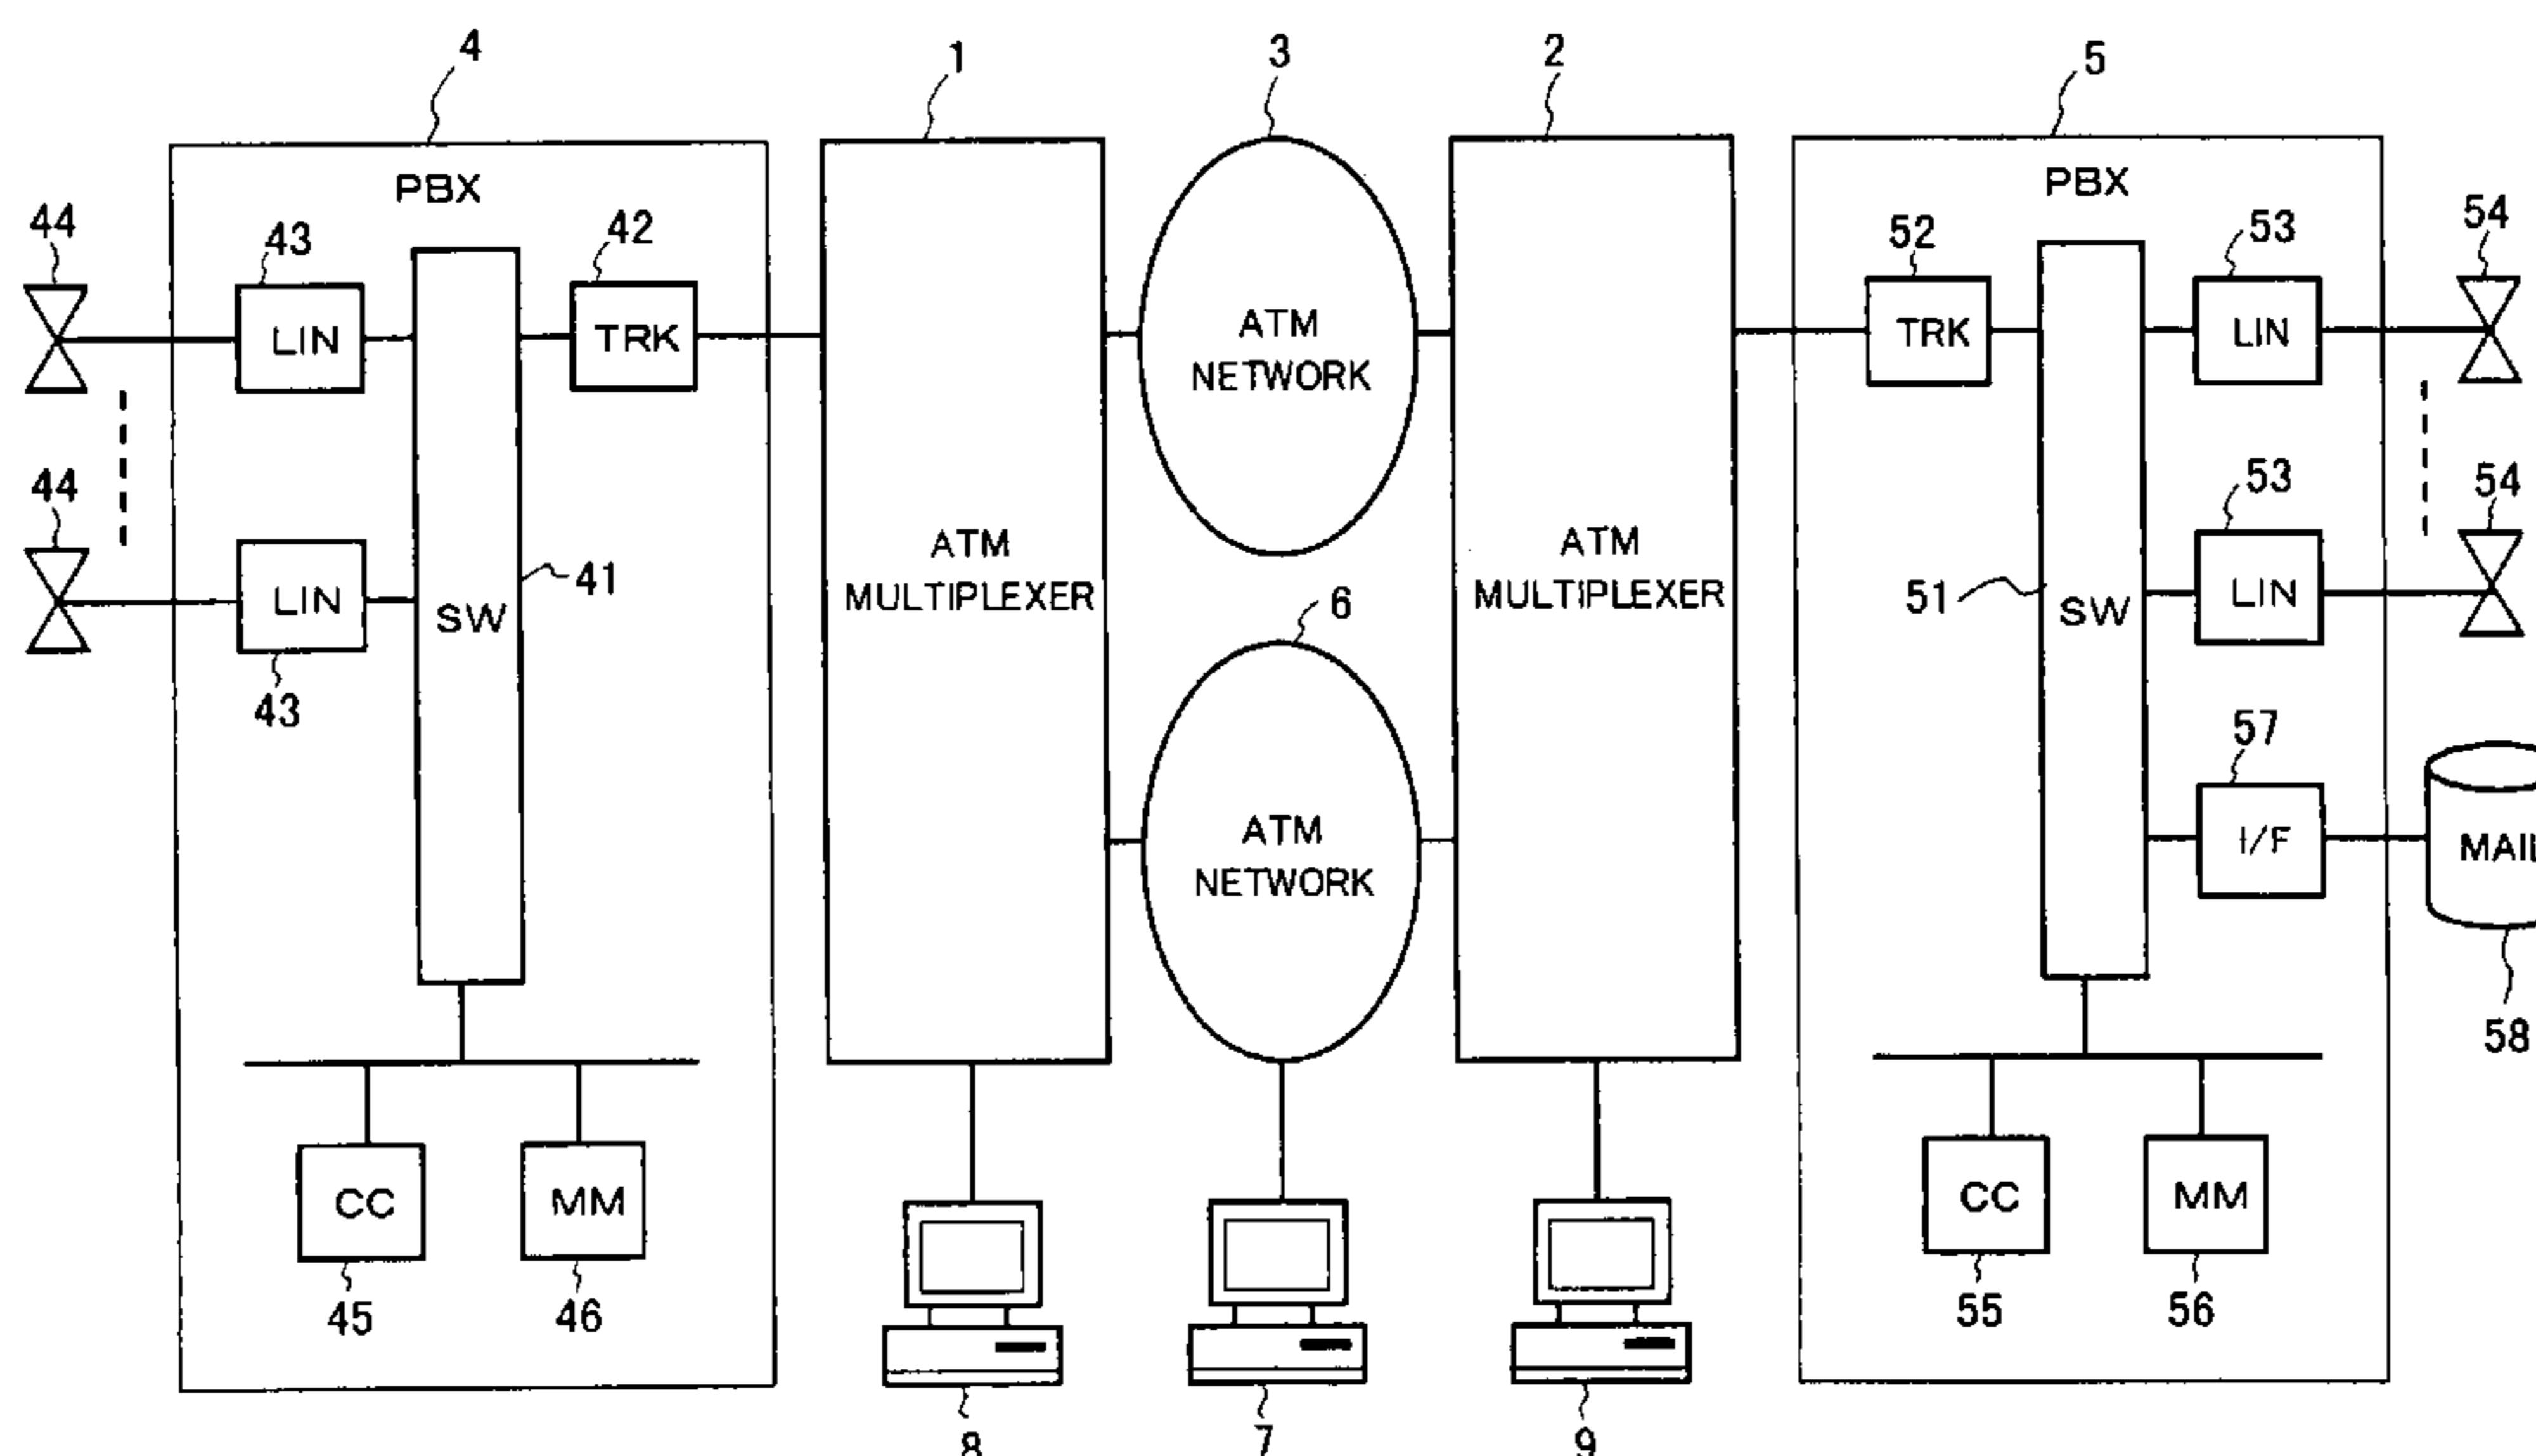 4
1
3
2
5
PBX
PBX
44
43
42
52
53
54
LIN
TRK
ATM
NETWORK
TRK
LIN
44
43
LIN
41
SW
ATM
MULTIPLEXER
6
ATM
MULTIPLEXER
51
SW
53
LIN
54
57
I/F
MAIL
58
ATM
NETWORK
CC
MM
CC
MM
45
46
55
56
8
7
9